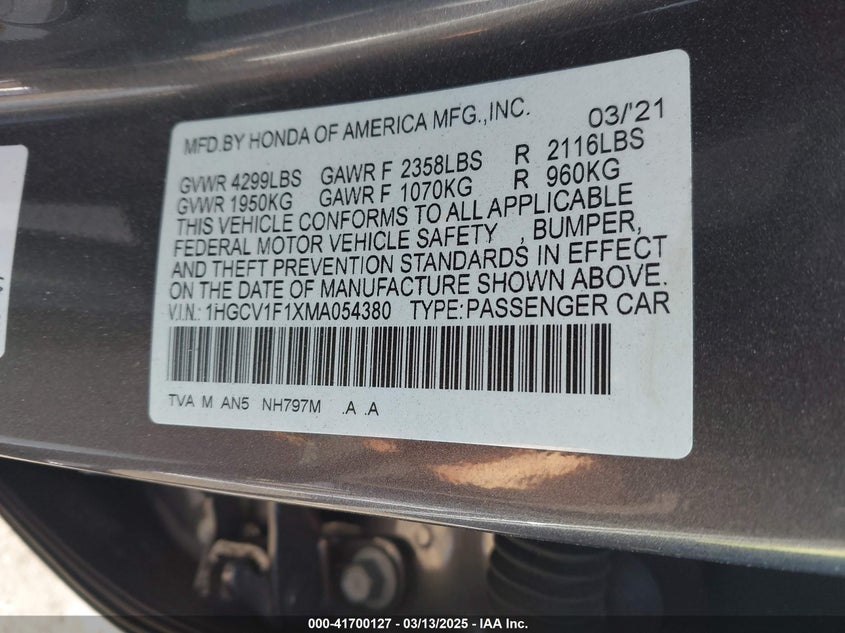 MFD.BY HONDA OF AMERICA MFG.,INC. 03/'21
GVWR 4299LBS GAWR F 2358LBS R 2116LBS
GVWR 1950KG GAWR F 1070KG R 960KG
THIS VEHICLE CONFORMS TO ALL APPLICABLE
FEDERAL MOTOR VEHICLE SAFETY , BUMPER,
AND THEFT PREVENTION STANDARDS IN EFFECT
ON THE DATE OF MANUFACTURE SHOWN ABOVE.
V.I.N.: 1HGCV1F1XMA054380 TYPE:PASSENGER CAR
TVA M AN5 NH797M .A .A
000-41700127 - 03/13/2025 - IAA Inc.